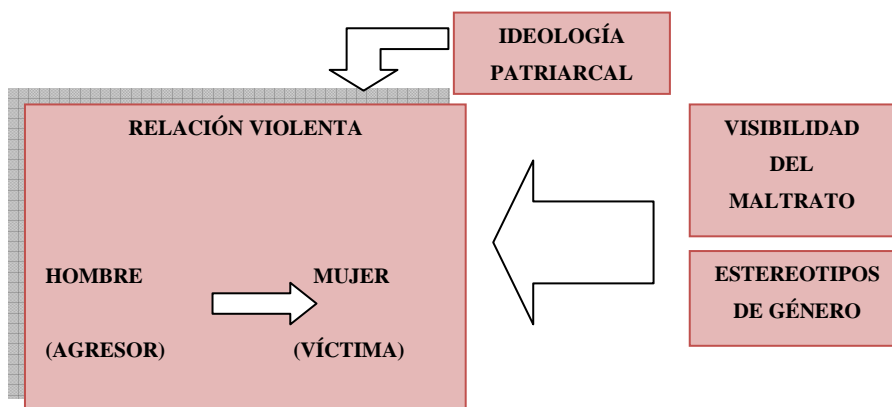 IDEOLOGÍA
PATRIARCAL
RELACIÓN VIOLENTA
HOMBRE
MUJER
(AGRESOR)
(VÍCTIMA)
VISIBILIDAD
DEL
MALTRATO
ESTEREOTIPOS
DE GÉNERO